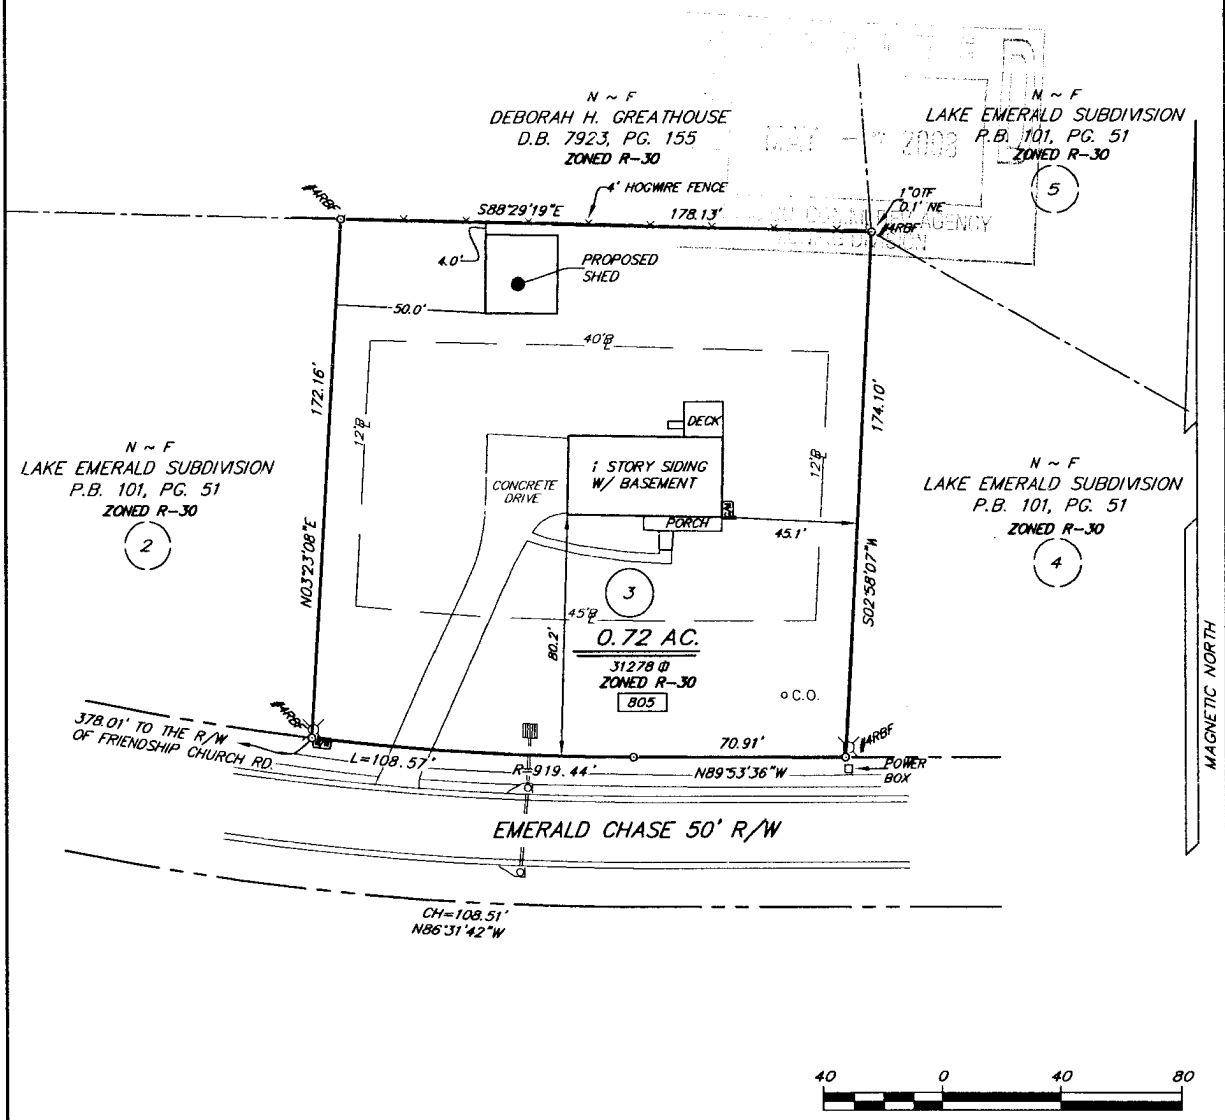 N ~ F
DEBORAH H. GREATHOUSE
D.B. 7923, PG. 155
ZONED R-30
N ~ F
LAKE EMERALD SUBDIVISION
P.B. 101, PG. 51
ZONED R-30
5
MAY 2003
AGENCY
DIVISION
#4RBF
S88°29'19"E
4' HOGWIRE FENCE
178.13'
1"OTF
0.1' NE
#4RBF
4.0'
PROPOSED
SHED
50.0'
40' BL
172.16'
174.10'
12' BL
12' BL
DECK
1 STORY SIDING
W/ BASEMENT
CONCRETE
DRIVE
PORCH
45.1'
N ~ F
LAKE EMERALD SUBDIVISION
P.B. 101, PG. 51
ZONED R-30
2
N ~ F
LAKE EMERALD SUBDIVISION
P.B. 101, PG. 51
ZONED R-30
4
N03°23'08"E
S02°58'07"W
3
45' BL
80.2'
0.72 AC.
31278
ZONED R-30
805
C.O.
MAGNETIC NORTH
#4RBF
378.01' TO THE R/W
OF FRIENDSHIP CHURCH RD.
L=108.57'
R=919.44'
70.91'
N89°53'36"W
#4RBF
POWER
BOX
EMERALD CHASE 50' R/W
CH=108.51'
N86°31'42"W
40 0 40 80